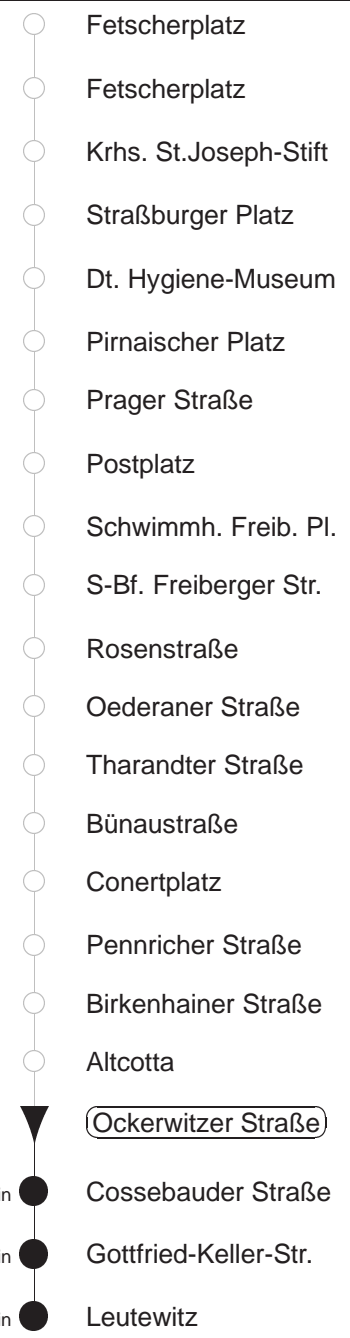 Fetscherplatz
Fetscherplatz
Krhs. St.Joseph-Stift
Straßburger Platz
Dt. Hygiene-Museum
Pirnaischer Platz
Prager Straße
Postplatz
Schwimmh. Freib. Pl.
S-Bf. Freiberger Str.
Rosenstraße
Oederaner Straße
Tharandter Straße
Bünaustraße
Conertplatz
Pennricher Straße
Birkenhainer Straße
Altcotta
Ockerwitzer Straße
Cossebauder Straße
Gottfried-Keller-Str.
Leutewitz